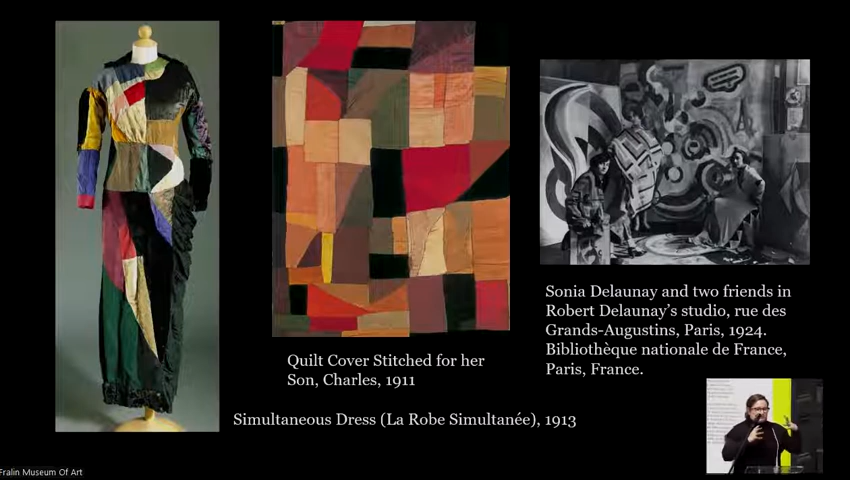 Sonia Delaunay and two friends in
Robert Delaunay's studio, rue des
Grands-Augustins, Paris, 1924.
Bibliothèque nationale de France,
Paris, France.
Quilt Cover Stitched for her
Son, Charles, 1911
Simultaneous Dress (La Robe Simultanée), 1913
Fralin Museum Of Art